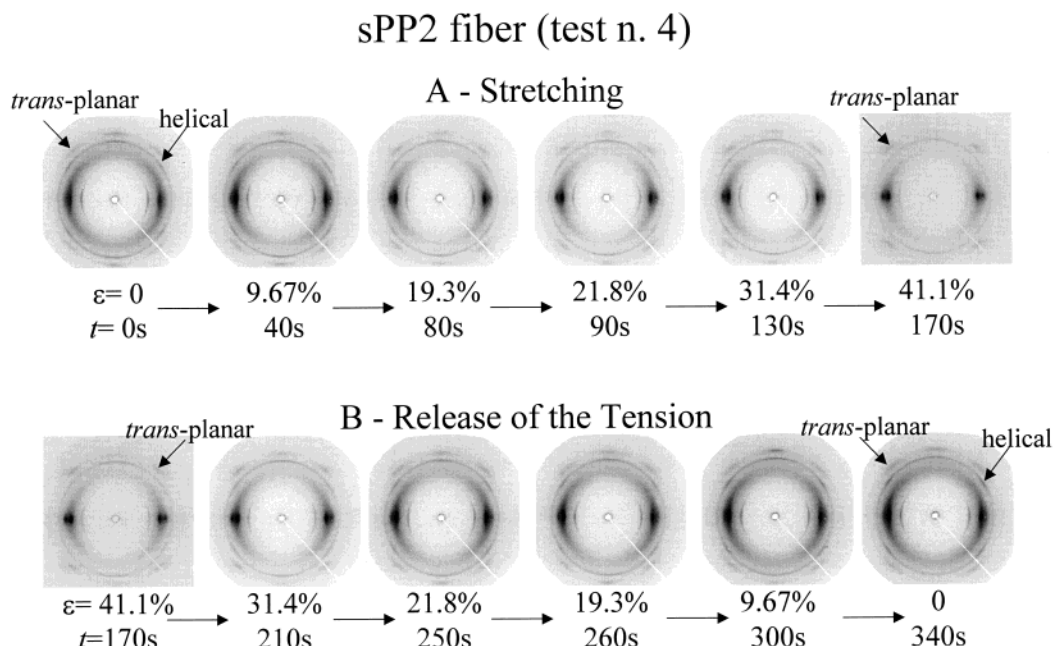 sPP2 fiber (test n. 4)
A - Stretching
trans-planar
helical
trans-planar
ε= 0 9.67% 19.3% 21.8% 31.4% 41.1%
t= 0s 40s 80s 90s 130s 170s
B - Release of the Tension
trans-planar
trans-planar
helical
ε= 41.1% 31.4% 21.8% 19.3% 9.67% 0
t=170s 210s 250s 260s 300s 340s